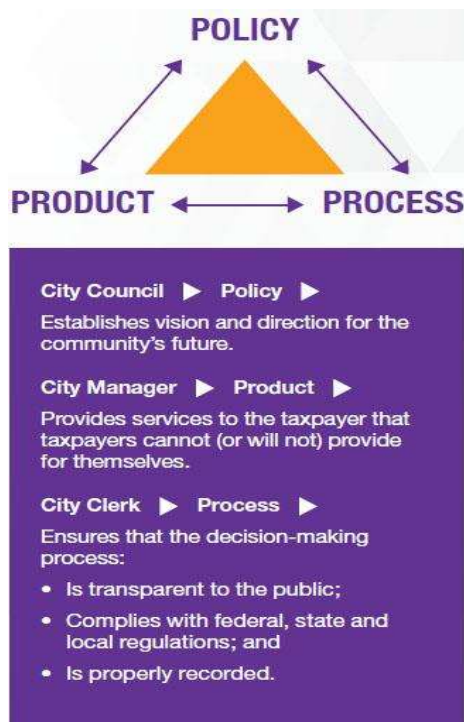 POLICY
PRODUCT PROCESS
City Council ▶ Policy ▶
Establishes vision and direction for the
community's future.
City Manager ▶ Product ▶
Provides services to the taxpayer that
taxpayers cannot (or will not) provide
for themselves.
City Clerk ▶ Process ▶
Ensures that the decision-making
process:
• Is transparent to the public;
• Complies with federal, state and
local regulations; and
• Is properly recorded.